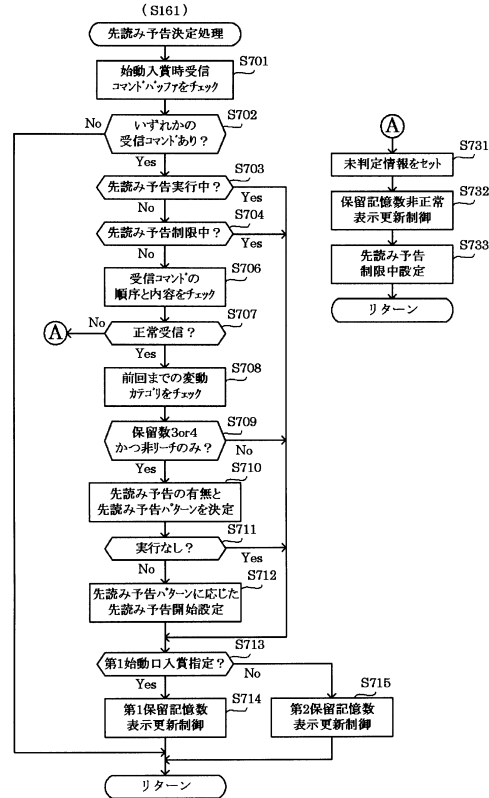 (S161)
先読み予告決定処理
S701
始動入賞時受信
コマンドバッファをチェック
S702
No
いずれかの
受信コマンドあり？
Yes
S703
先読み予告実行中？
Yes
No
S704
先読み予告制限中？
Yes
No
S706
受信コマンドの
順序と内容をチェック
S707
A
No
正常受信？
Yes
S708
前回までの変動
カテゴリをチェック
S709
保留数3or4
かつ非リーチのみ？
No
Yes
S710
先読み予告の有無と
先読み予告パターンを決定
S711
実行なし？
Yes
No
S712
先読み予告パターンに応じた
先読み予告開始設定
S713
第1始動口入賞指定？
No
Yes
S714
第1保留記憶数
表示更新制御
S715
第2保留記憶数
表示更新制御
リターン
A
S731
未判定情報をセット
S732
保留記憶数非正常
表示更新制御
S733
先読み予告
制限中設定
リターン